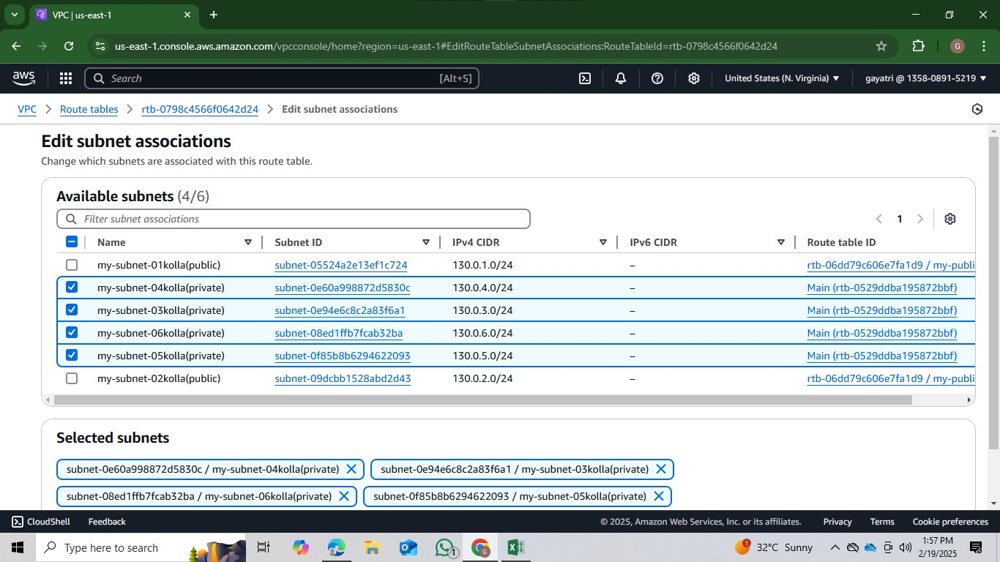 VPC | us-east-1
us-east-1.console.aws.amazon.com/vpcconsole/home?region=us-east-1#EditRouteTableSubnetAssociations:RouteTableId=rtb-0798c4566f0642d24
G
aws
Search [Alt+S]
United States (N. Virginia)
gayatri @ 1358-0891-5219
VPC
Route tables
rtb-0798c4566f0642d24
Edit subnet associations
Edit subnet associations
Change which subnets are associated with this route table.
Available subnets (4/6)
Filter subnet associations
1
Name Subnet ID IPv4 CIDR IPv6 CIDR Route table ID
my-subnet-01kolla(public) subnet-05524a2e13ef1c724 130.0.1.0/24 – rtb-06dd79c606e7fa1d9 / my-publi
my-subnet-04kolla(private) subnet-0e60a998872d5830c 130.0.4.0/24 – Main (rtb-0529ddba195872bbf)
my-subnet-03kolla(private) subnet-0e94e6c8c2a83f6a1 130.0.3.0/24 – Main (rtb-0529ddba195872bbf)
my-subnet-06kolla(private) subnet-08ed1ffb7fcab32ba 130.0.6.0/24 – Main (rtb-0529ddba195872bbf)
my-subnet-05kolla(private) subnet-0f85b8b6294622093 130.0.5.0/24 – Main (rtb-0529ddba195872bbf)
my-subnet-02kolla(public) subnet-09dcbb1528abd2d43 130.0.2.0/24 – rtb-06dd79c606e7fa1d9 / my-publi
Selected subnets
subnet-0e60a998872d5830c / my-subnet-04kolla(private)
subnet-0e94e6c8c2a83f6a1 / my-subnet-03kolla(private)
subnet-08ed1ffb7fcab32ba / my-subnet-06kolla(private)
subnet-0f85b8b6294622093 / my-subnet-05kolla(private)
CloudShell Feedback © 2025, Amazon Web Services, Inc. or its affiliates. Privacy Terms Cookie preferences
Type here to search
1
G
1
32°C Sunny
1:57 PM
2/19/2025